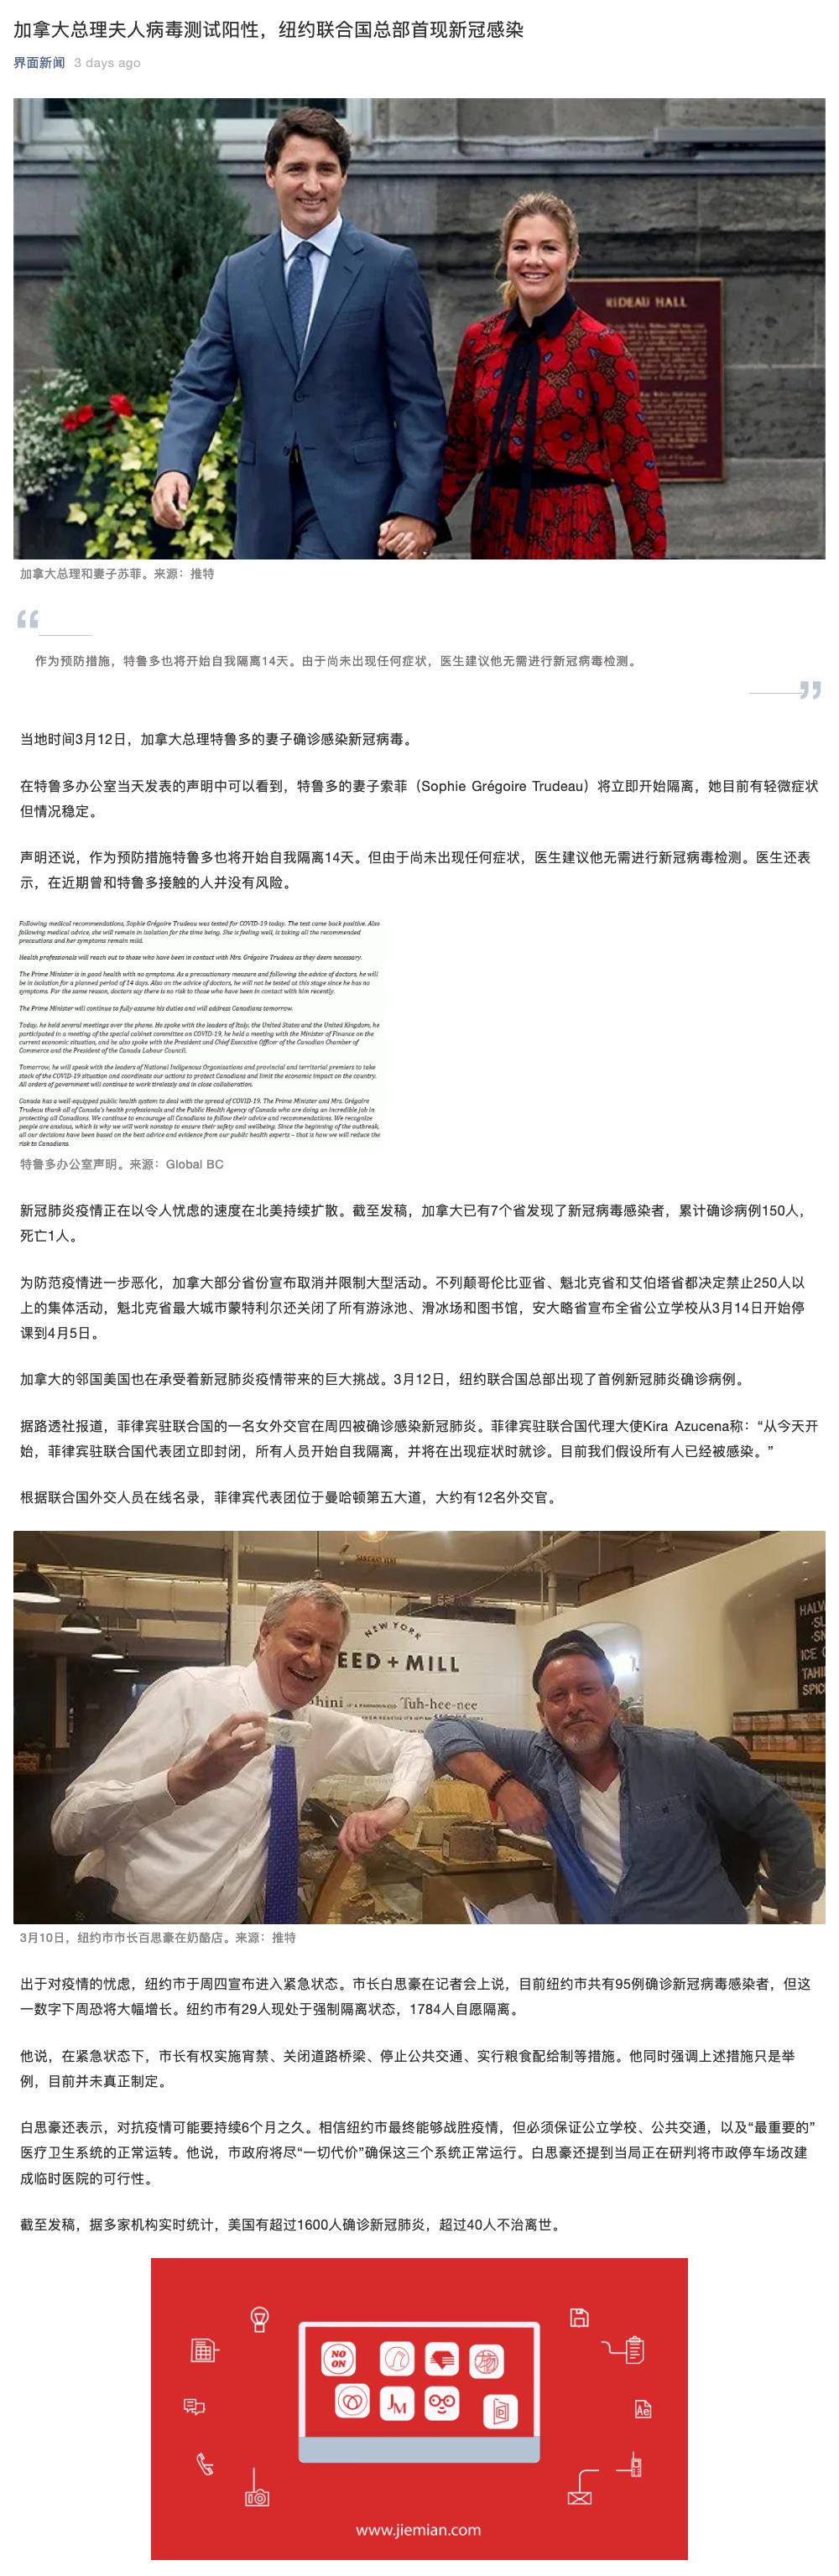 加拿大总理夫人病毒测试阳性，纽约联合国总部首现新冠感染
界面新闻 3 days ago
RIDEAU HALL
加拿大总理和妻子苏菲。来源：推特
作为预防措施，特鲁多也将开始自我隔离14天。由于尚未出现任何症状，医生建议他无需进行新冠病毒检测。
当地时间3月12日，加拿大总理特鲁多的妻子确诊感染新冠病毒。
在特鲁多办公室当天发表的声明中可以看到，特鲁多的妻子索菲（Sophie Grégoire Trudeau）将立即开始隔离，她目前有轻微症状
但情况稳定。
声明还说，作为预防措施特鲁多也将开始自我隔离14天。但由于尚未出现任何症状，医生建议他无需进行新冠病毒检测。医生还表
示，在近期曾和特鲁多接触的人并没有风险。
Following medical recommendations, Sophie Grégoire Trudeau was tested for COVID-19 today. The test came back positive. Also
following medical advice, she will remain in isolation for the time being. She is feeling well, is taking all the recommended
precautions and her symptoms remain mild.
Health professionals will reach out to those who have been in contact with Mrs. Grégoire Trudeau as they deem necessary.
The Prime Minister is in good health with no symptoms. As a precautionary measure and following the advice of doctors, he will
be in isolation for a planned period of 14 days. Also on the advice of doctors, he will not be tested at this stage since he has no
symptoms. For the same reason, doctors say there is no risk to those who have been in contact with him recently.
The Prime Minister will continue to fully assume his duties and will address Canadians tomorrow.
Today, he held several meetings over the phone. He spoke with the leaders of Italy, the United States and the United Kingdom, he
participated in a meeting of the special cabinet committee on COVID-19, he held a meeting with the Minister of Finance on the
current economic situation, and he also spoke with the President and Chief Executive Officer of the Canadian Chamber of
Commerce and the President of the Canada Labour Council.
Tomorrow, he will speak with the leaders of National Indigenous Organisations and provincial and territorial premiers to take
stock of the COVID-19 situation and coordinate our actions to protect Canadians and limit the economic impact on the country.
All orders of government will continue to work tirelessly and in close collaboration.
Canada has a well-equipped public health system to deal with the spread of COVID-19. The Prime Minister and Mrs. Grégoire
Trudeau thank all of Canada's health professionals and the Public Health Agency of Canada who are doing an incredible job in
protecting all Canadians. We continue to encourage all Canadians to follow their advice and recommendations. We recognize
people are anxious, which is why we will work nonstop to ensure their safety and wellbeing. Since the beginning of the outbreak,
all our decisions have been based on the best advice and evidence from our public health experts – that is how we will reduce the
risk to Canadians.
特鲁多办公室声明。来源：Global BC
新冠肺炎疫情正在以令人忧虑的速度在北美持续扩散。截至发稿，加拿大已有7个省发现了新冠病毒感染者，累计确诊病例150人，
死亡1人。
为防范疫情进一步恶化，加拿大部分省份宣布取消并限制大型活动。不列颠哥伦比亚省、魁北克省和艾伯塔省都决定禁止250人以
上的集体活动，魁北克省最大城市蒙特利尔还关闭了所有游泳池、滑冰场和图书馆，安大略省宣布全省公立学校从3月14日开始停
课到4月5日。
加拿大的邻国美国也在承受着新冠肺炎疫情带来的巨大挑战。3月12日，纽约联合国总部出现了首例新冠肺炎确诊病例。
据路透社报道，菲律宾驻联合国的一名女外交官在周四被确诊感染新冠肺炎。菲律宾驻联合国代理大使Kira Azucena称：“从今天开
始，菲律宾驻联合国代表团立即封闭，所有人员开始自我隔离，并将在出现症状时就诊。目前我们假设所有人已经被感染。”
根据联合国外交人员在线名录，菲律宾代表团位于曼哈顿第五大道，大约有12名外交官。
NEW YORK
EED + MILL
hini Tuh-hee-nee
HALV
ICE
TAHI
SPIC
3月10日，纽约市市长百思豪在奶酪店。来源：推特
出于对疫情的忧虑，纽约市于周四宣布进入紧急状态。市长白思豪在记者会上说，目前纽约市共有95例确诊新冠病毒感染者，但这
一数字下周恐将大幅增长。纽约市有29人现处于强制隔离状态，1784人自愿隔离。
他说，在紧急状态下，市长有权实施宵禁、关闭道路桥梁、停止公共交通、实行粮食配给制等措施。他同时强调上述措施只是举
例，目前并未真正制定。
白思豪还表示，对抗疫情可能要持续6个月之久。相信纽约市最终能够战胜疫情，但必须保证公立学校、公共交通，以及“最重要的”
医疗卫生系统的正常运转。他说，市政府将尽“一切代价”确保这三个系统正常运行。白思豪还提到当局正在研判将市政停车场改建
成临时医院的可行性。
截至发稿，据多家机构实时统计，美国有超过1600人确诊新冠肺炎，超过40人不治离世。
NO
ON
JM
Ae
www.jiemian.com